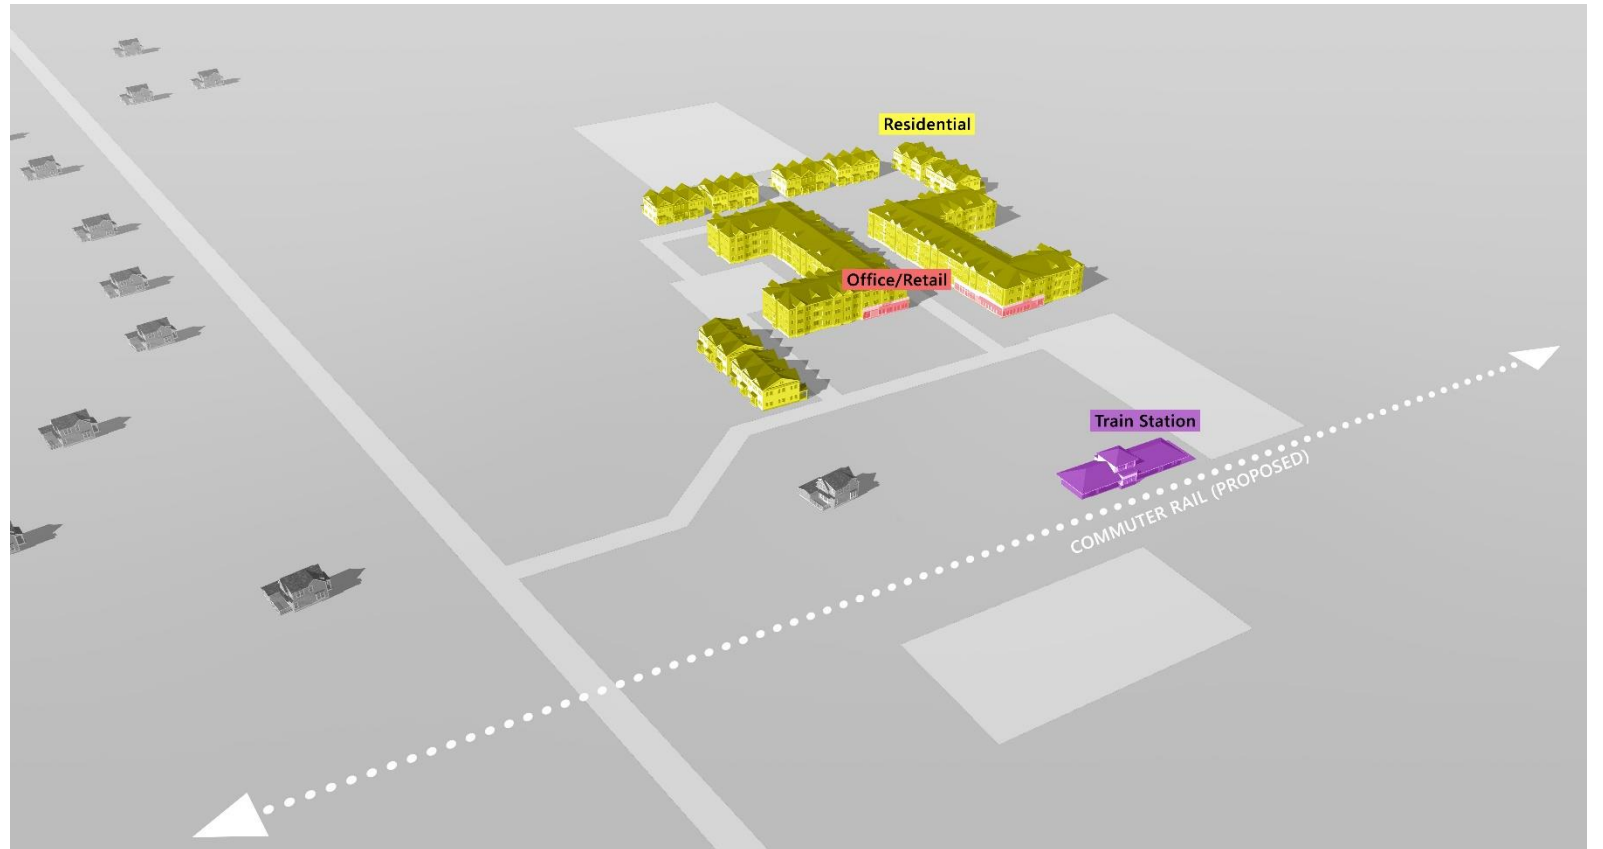 Residential
Office/Retail
Train Station
COMMUTER RAIL (PROPOSED)